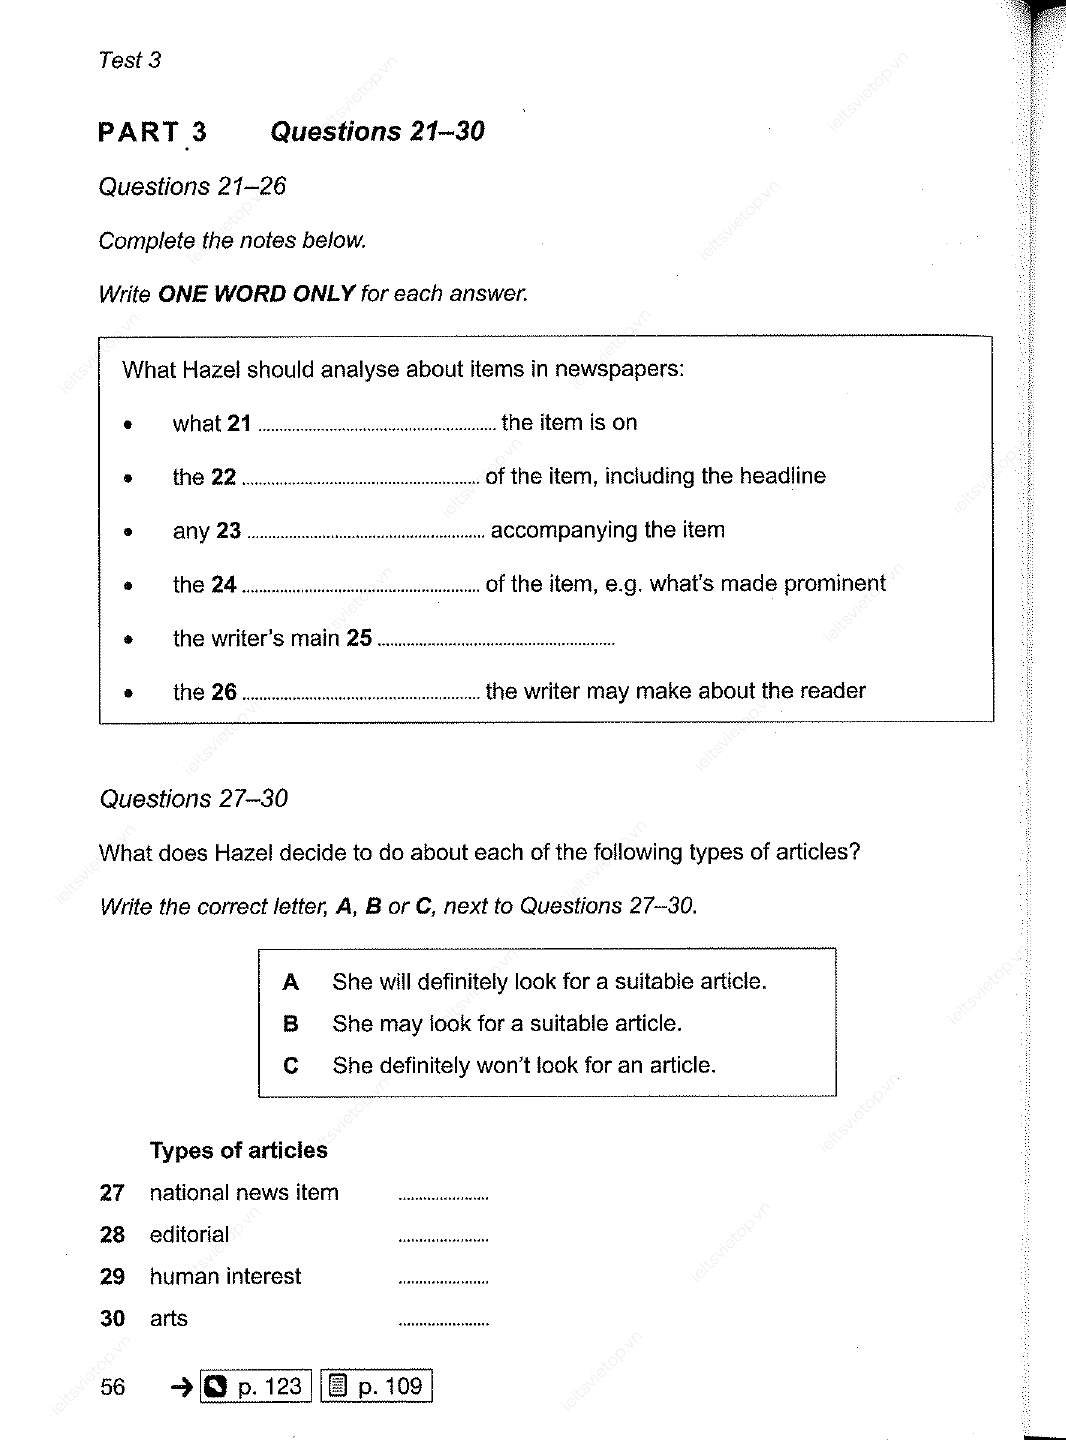 Test 3
PART 3 Questions 21–30
Questions 21–26
Complete the notes below.
Write ONE WORD ONLY for each answer.
What Hazel should analyse about items in newspapers:
• what 21 ........................................ the item is on
• the 22 ........................................ of the item, including the headline
• any 23 ........................................ accompanying the item
• the 24 ........................................ of the item, e.g. what's made prominent
• the writer's main 25 ........................................
• the 26 ........................................ the writer may make about the reader
Questions 27–30
What does Hazel decide to do about each of the following types of articles?
Write the correct letter, A, B or C, next to Questions 27–30.
A She will definitely look for a suitable article.
B She may look for a suitable article.
C She definitely won't look for an article.
Types of articles
27 national news item ......................
28 editorial ......................
29 human interest ......................
30 arts ......................
56 → p. 123 p. 109
ieltsvietop.vn